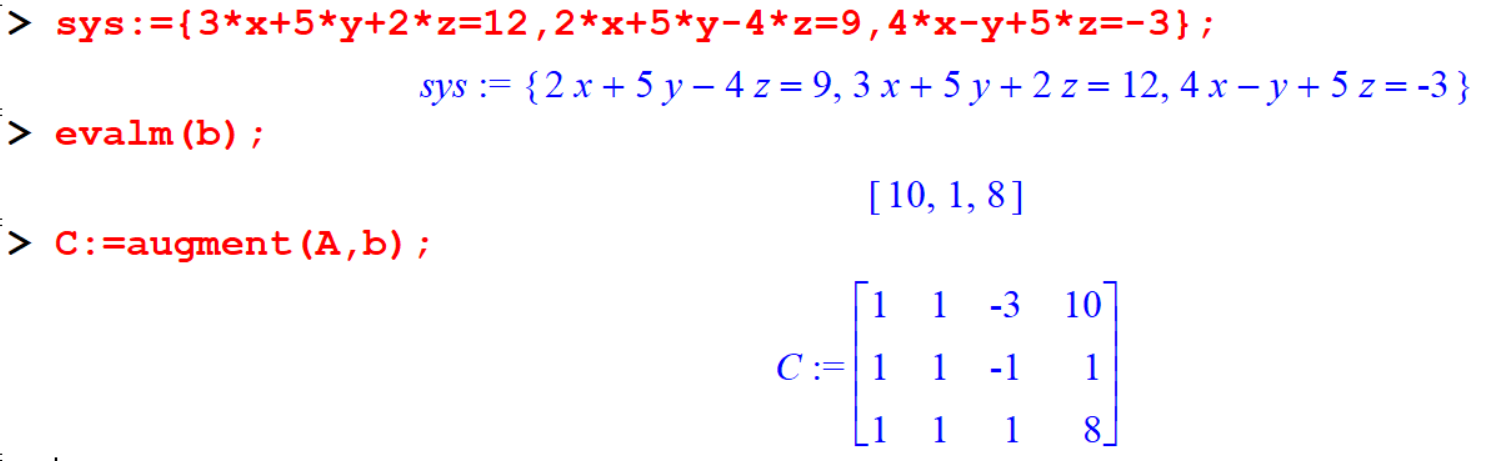 > sys:={3*x+5*y+2*z=12,2*x+5*y-4*z=9,4*x-y+5*z=-3};
sys := {2 x + 5 y − 4 z = 9, 3 x + 5 y + 2 z = 12, 4 x − y + 5 z = -3}
> evalm(b);
[10, 1, 8]
> C:=augment(A,b);
1 1 -3 10
C := 1 1 -1 1
1 1 1 8